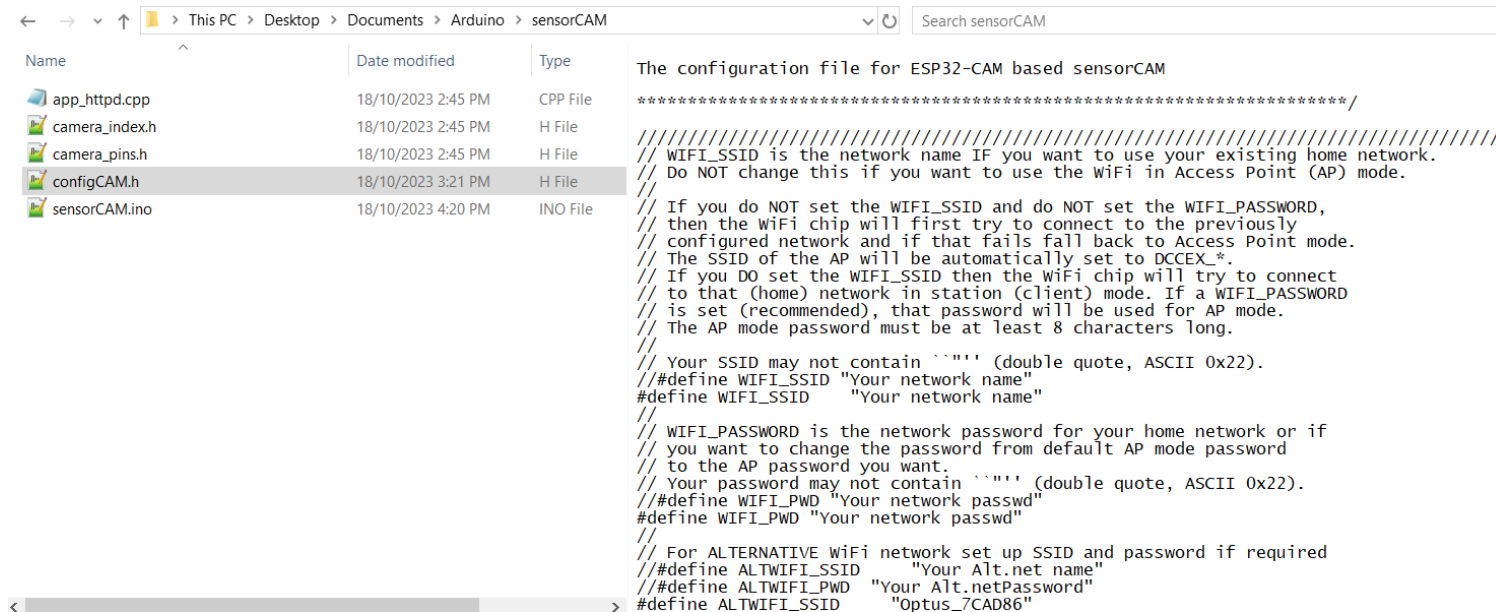 This PC > Desktop > Documents > Arduino > sensorCAM
Search sensorCAM
Name Date modified Type
app_httpd.cpp 18/10/2023 2:45 PM CPP File
camera_index.h 18/10/2023 2:45 PM H File
camera_pins.h 18/10/2023 2:45 PM H File
configCAM.h 18/10/2023 3:21 PM H File
sensorCAM.ino 18/10/2023 4:20 PM INO File
The configuration file for ESP32-CAM based sensorCAM
**********************************************************************/
/////////////////////////////////////////////////////////////////////////////////////
// WIFI_SSID is the network name IF you want to use your existing home network.
// Do NOT change this if you want to use the WiFi in Access Point (AP) mode.
//
// If you do NOT set the WIFI_SSID and do NOT set the WIFI_PASSWORD,
// then the WiFi chip will first try to connect to the previously
// configured network and if that fails fall back to Access Point mode.
// The SSID of the AP will be automatically set to DCCEX_*.
// If you DO set the WIFI_SSID then the WiFi chip will try to connect
// to that (home) network in station (client) mode. If a WIFI_PASSWORD
// is set (recommended), that password will be used for AP mode.
// The AP mode password must be at least 8 characters long.
//
// Your SSID may not contain ``"'' (double quote, ASCII 0x22).
//#define WIFI_SSID "Your network name"
#define WIFI_SSID    "Your network name"
//
// WIFI_PASSWORD is the network password for your home network or if
// you want to change the password from default AP mode password
// to the AP password you want.
// Your password may not contain ``"'' (double quote, ASCII 0x22).
//#define WIFI_PWD "Your network passwd"
#define WIFI_PWD "Your network passwd"
//
// For ALTERNATIVE WiFi network set up SSID and password if required
//#define ALTWIFI_SSID     "Your Alt.net name"
//#define ALTWIFI_PWD  "Your Alt.netPassword"
#define ALTWIFI_SSID     "Optus_7CAD86"